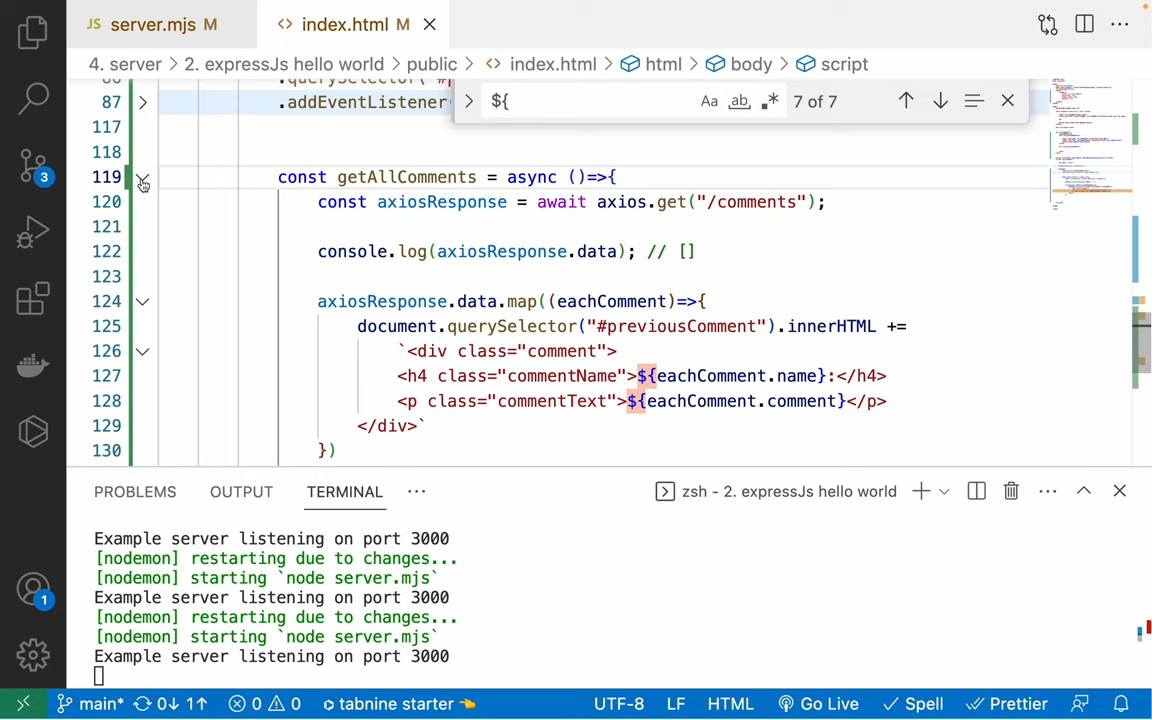 JS server.mjs M
<> index.html M
4. server > 2. expressJs hello world > public > <> index.html > html > body > script
87 .addEventListener
${ Aa ab 7 of 7
117
118
119 const getAllComments = async ()=>{
120 const axiosResponse = await axios.get("/comments");
121
122 console.log(axiosResponse.data); // []
123
124 axiosResponse.data.map((eachComment)=>{
125 document.querySelector("#previousComment").innerHTML +=
126 `<div class="comment">
127 <h4 class="commentName">${eachComment.name}:</h4>
128 <p class="commentText">${eachComment.comment}</p>
129 </div>`
130 })
PROBLEMS OUTPUT TERMINAL ··· zsh - 2. expressJs hello world
Example server listening on port 3000
[nodemon] restarting due to changes...
[nodemon] starting `node server.mjs`
Example server listening on port 3000
[nodemon] restarting due to changes...
[nodemon] starting `node server.mjs`
Example server listening on port 3000
3
1
main* 0↓ 1↑ 0 0 tabnine starter 👈 UTF-8 LF HTML Go Live Spell Prettier